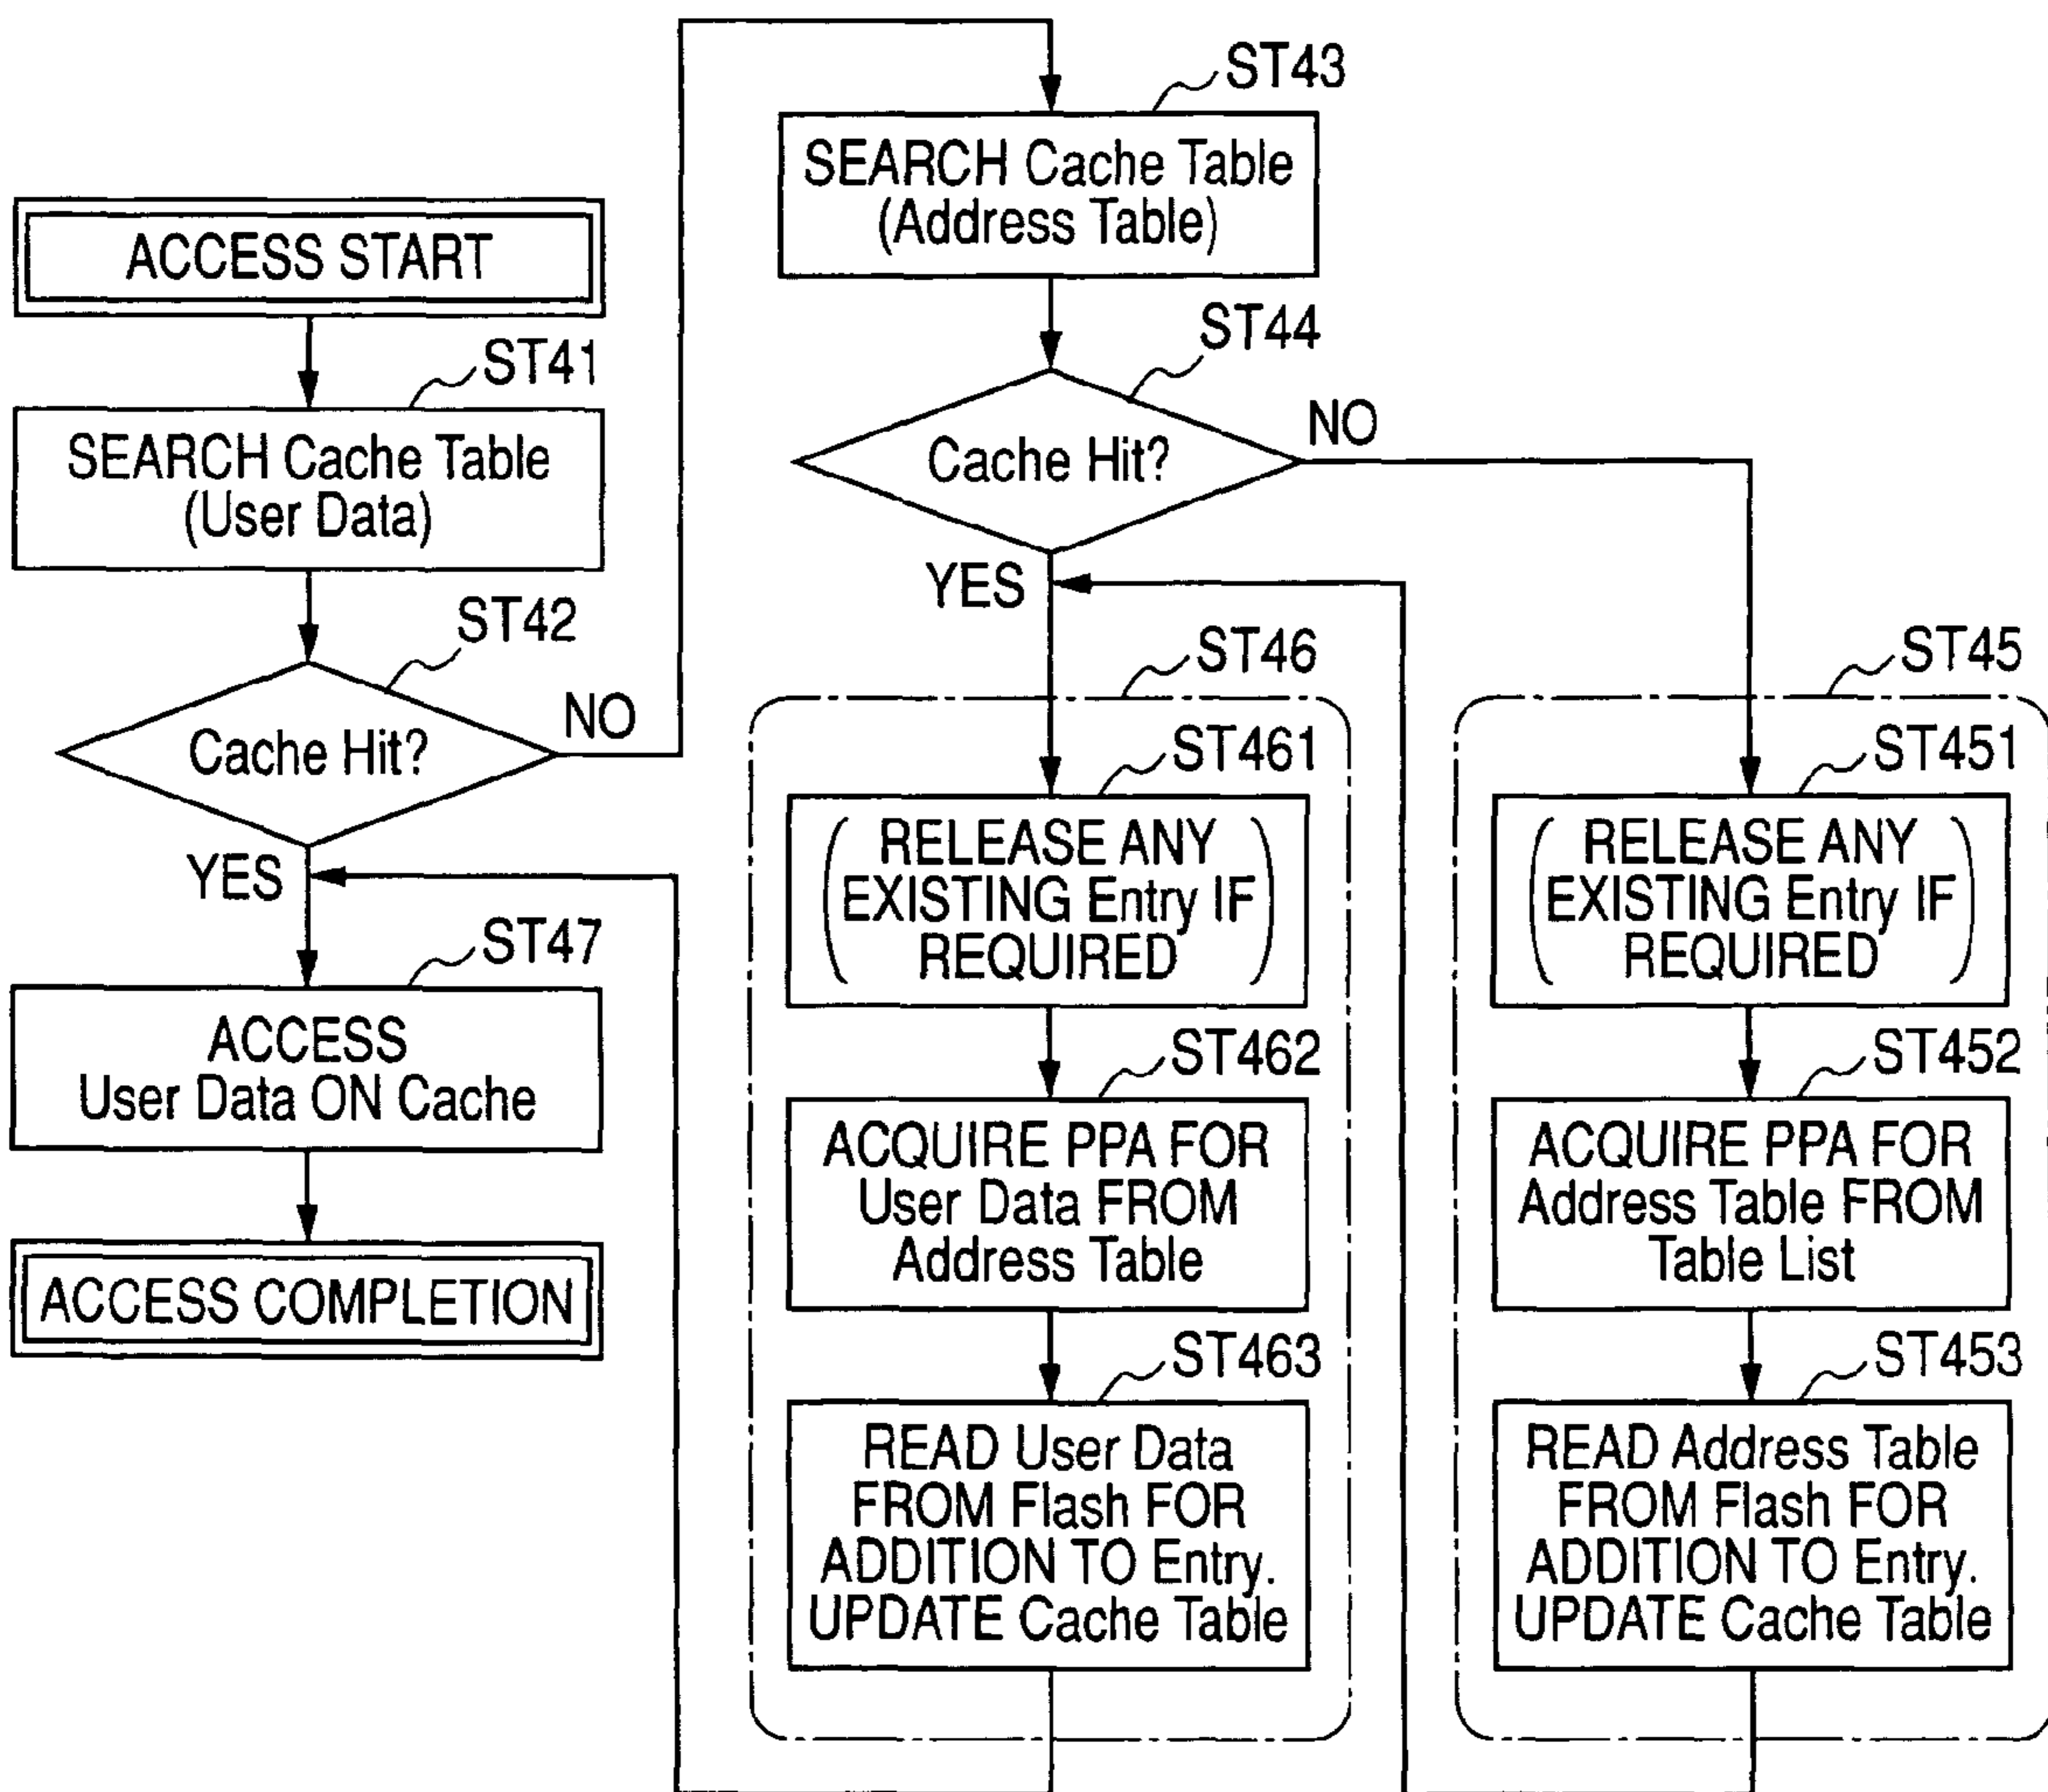 ACCESS START
ST41
SEARCH Cache Table
(User Data)
ST42
Cache Hit?
NO
YES
ST47
ACCESS
User Data ON Cache
ACCESS COMPLETION
ST43
SEARCH Cache Table
(Address Table)
ST44
Cache Hit?
NO
YES
ST46
ST461
( RELEASE ANY
EXISTING Entry IF
REQUIRED )
ST462
ACQUIRE PPA FOR
User Data FROM
Address Table
ST463
READ User Data
FROM Flash FOR
ADDITION TO Entry.
UPDATE Cache Table
ST45
ST451
( RELEASE ANY
EXISTING Entry IF
REQUIRED )
ST452
ACQUIRE PPA FOR
Address Table FROM
Table List
ST453
READ Address Table
FROM Flash FOR
ADDITION TO Entry.
UPDATE Cache Table